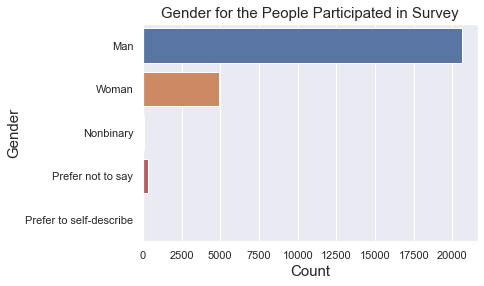 Gender for the People Participated in Survey
Gender
Man
Woman
Nonbinary
Prefer not to say
Prefer to self-describe
0 2500 5000 7500 10000 12500 15000 17500 20000
Count